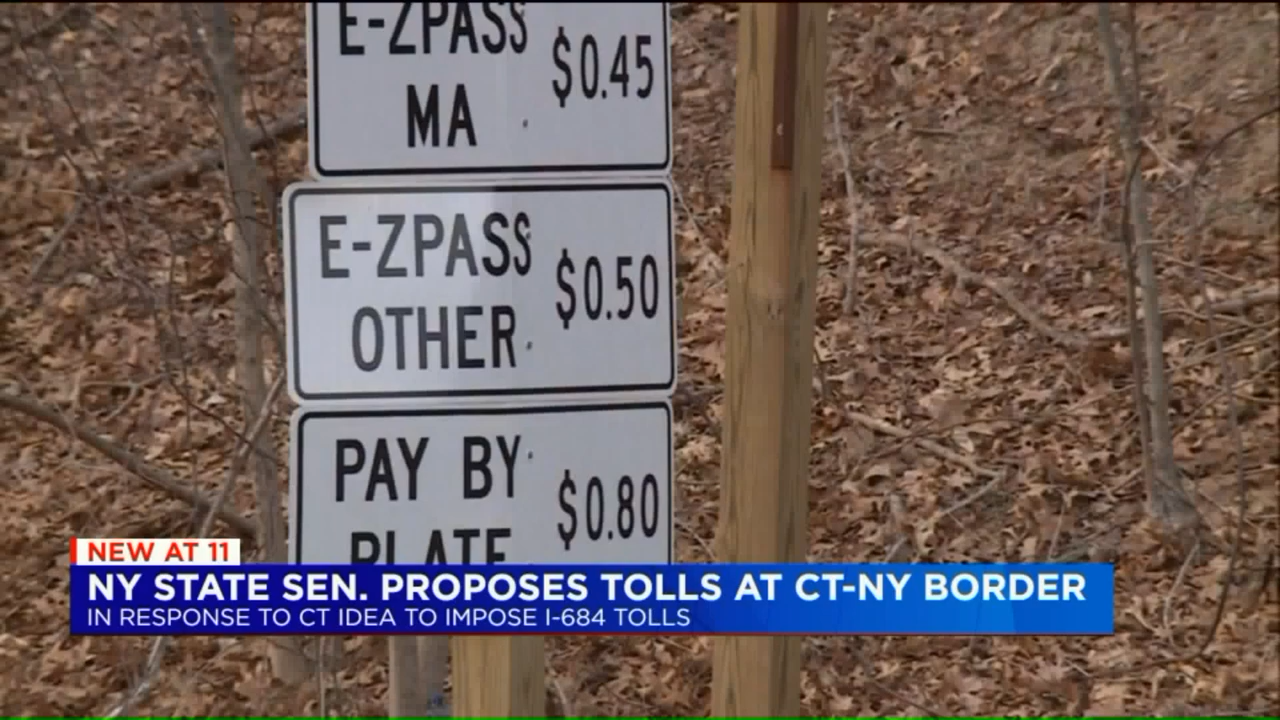 E-ZPASS $0.45
MA
E-ZPASS $0.50
OTHER
PAY BY $0.80
PLATE
NEW AT 11
NY STATE SEN. PROPOSES TOLLS AT CT-NY BORDER
IN RESPONSE TO CT IDEA TO IMPOSE I-684 TOLLS